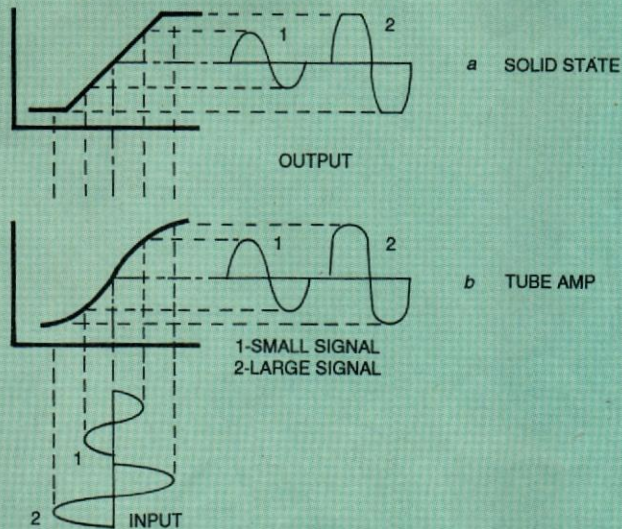 1
2
a SOLID STATE
OUTPUT
1
2
b TUBE AMP
1-SMALL SIGNAL
2-LARGE SIGNAL
1
2
INPUT